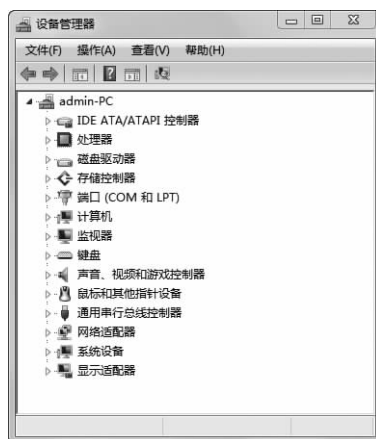 设备管理器
文件(F) 操作(A) 查看(V) 帮助(H)
admin-PC
IDE ATA/ATAPI 控制器
处理器
磁盘驱动器
存储控制器
端口 (COM 和 LPT)
计算机
监视器
键盘
声音、视频和游戏控制器
鼠标和其他指针设备
通用串行总线控制器
网络适配器
系统设备
显示适配器